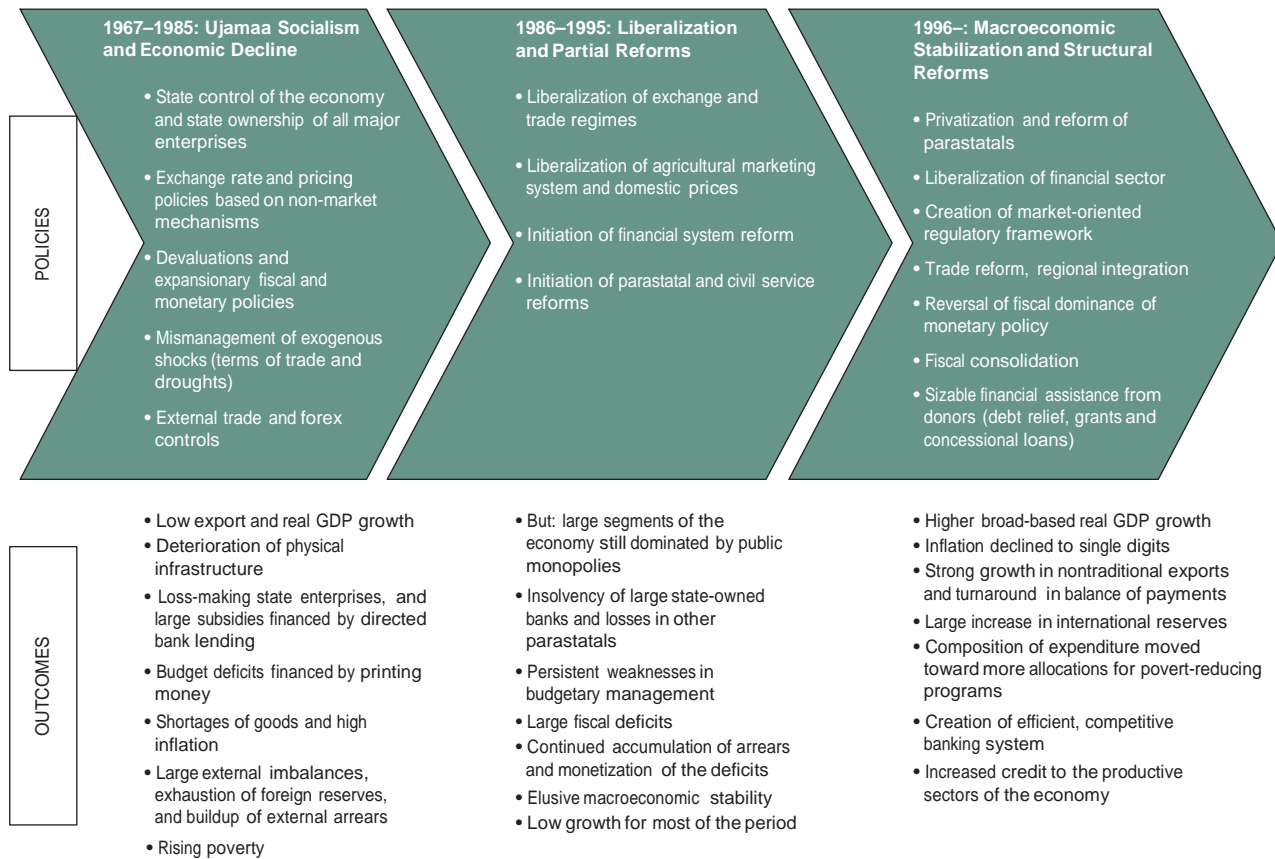 1967–1985: Ujamaa Socialism
and Economic Decline
• State control of the economy
and state ownership of all major
enterprises
• Exchange rate and pricing
policies based on non-market
mechanisms
• Devaluations and
expansionary fiscal and
monetary policies
• Mismanagement of exogenous
shocks (terms of trade and
droughts)
• External trade and forex
controls
1986–1995: Liberalization
and Partial Reforms
• Liberalization of exchange and
trade regimes
• Liberalization of agricultural marketing
system and domestic prices
• Initiation of financial system reform
• Initiation of parastatal and civil service
reforms
1996–: Macroeconomic
Stabilization and Structural
Reforms
• Privatization and reform of
parastatals
• Liberalization of financial sector
• Creation of market-oriented
regulatory framework
• Trade reform, regional integration
• Reversal of fiscal dominance of
monetary policy
• Fiscal consolidation
• Sizable financial assistance from
donors (debt relief, grants and
concessional loans)
POLICIES
• Low export and real GDP growth
• Deterioration of physical
infrastructure
• Loss-making state enterprises, and
large subsidies financed by directed
bank lending
• Budget deficits financed by printing
money
• Shortages of goods and high
inflation
• Large external imbalances,
exhaustion of foreign reserves,
and buildup of external arrears
• Rising poverty
• But: large segments of the
economy still dominated by public
monopolies
• Insolvency of large state-owned
banks and losses in other
parastatals
• Persistent weaknesses in
budgetary management
• Large fiscal deficits
• Continued accumulation of arrears
and monetization of the deficits
• Elusive macroeconomic stability
• Low growth for most of the period
• Higher broad-based real GDP growth
• Inflation declined to single digits
• Strong growth in nontraditional exports
and turnaround in balance of payments
• Large increase in international reserves
• Composition of expenditure moved
toward more allocations for povert-reducing
programs
• Creation of efficient, competitive
banking system
• Increased credit to the productive
sectors of the economy
OUTCOMES